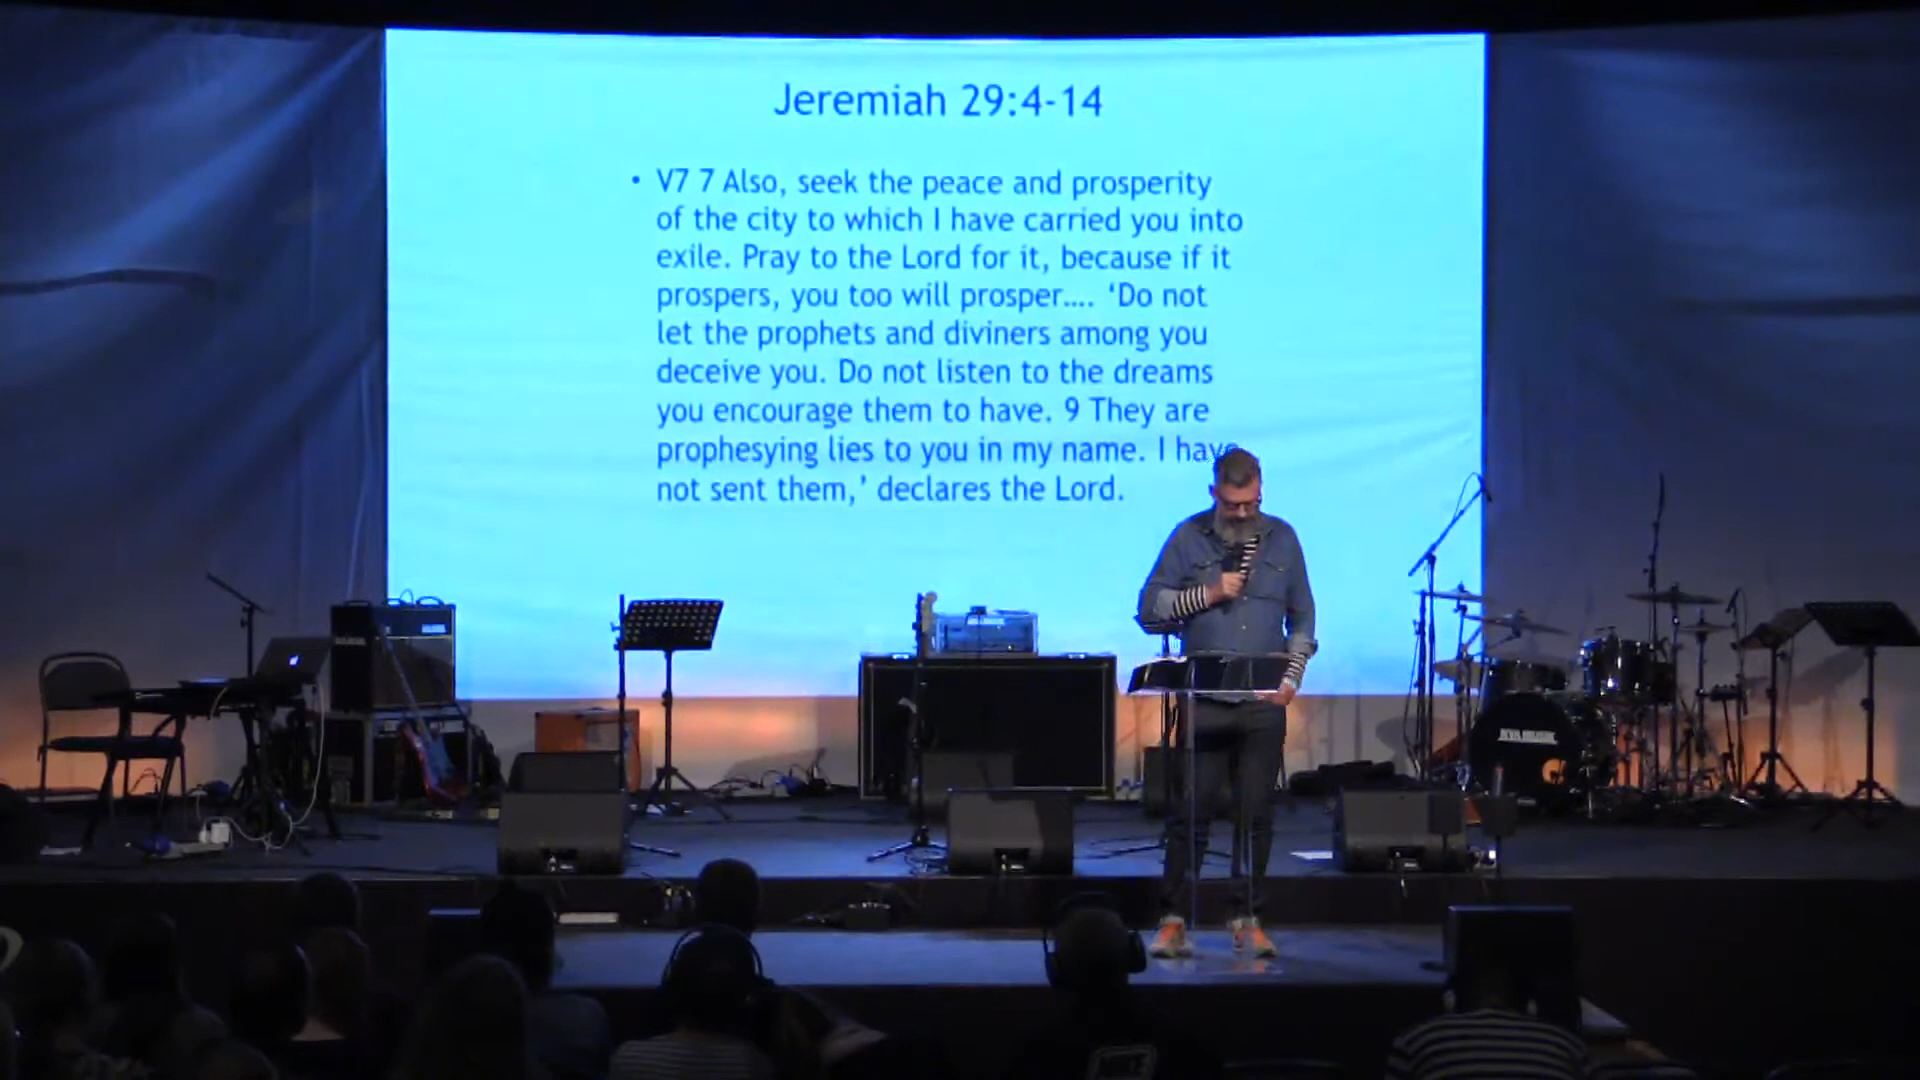 Jeremiah 29:4-14
• V7 7 Also, seek the peace and prosperity
of the city to which I have carried you into
exile. Pray to the Lord for it, because if it
prospers, you too will prosper.... ‘Do not
let the prophets and diviners among you
deceive you. Do not listen to the dreams
you encourage them to have. 9 They are
prophesying lies to you in my name. I have
not sent them,’ declares the Lord.